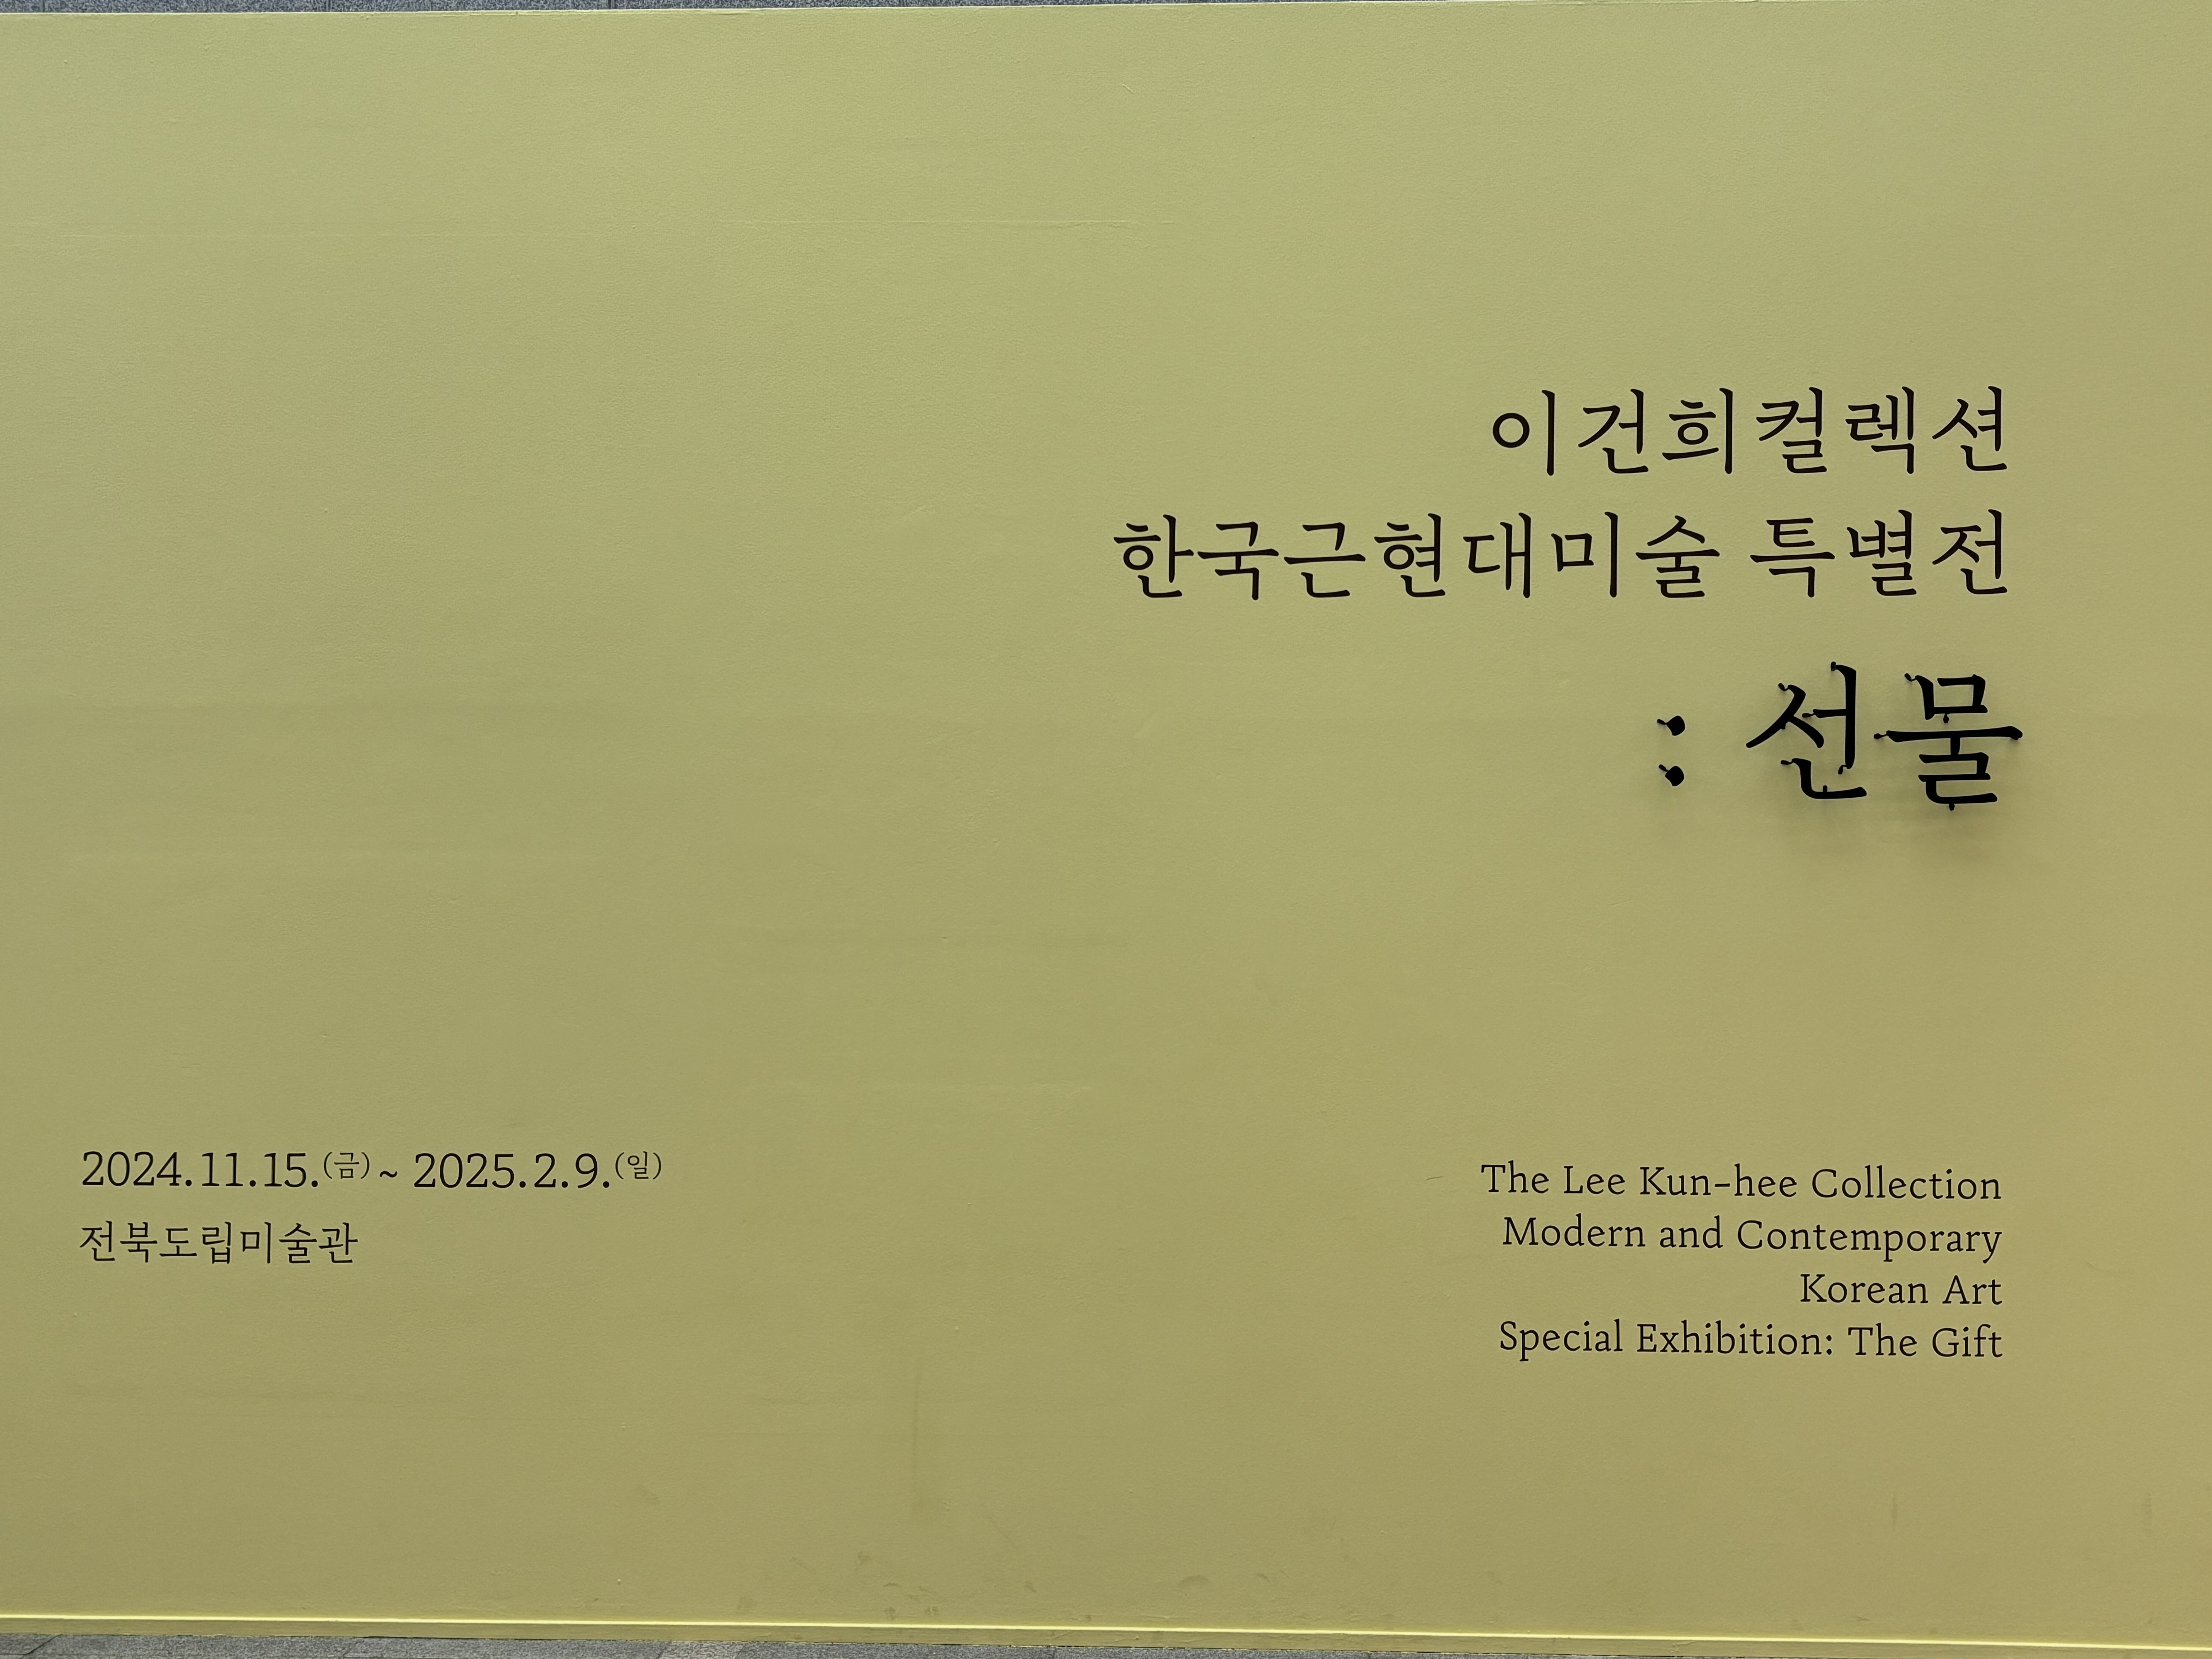 이건희컬렉션
한국근현대미술 특별전
: 선물
2024.11.15.(금)~ 2025.2.9.(일)
전북도립미술관
The Lee Kun-hee Collection
Modern and Contemporary
Korean Art
Special Exhibition: The Gift